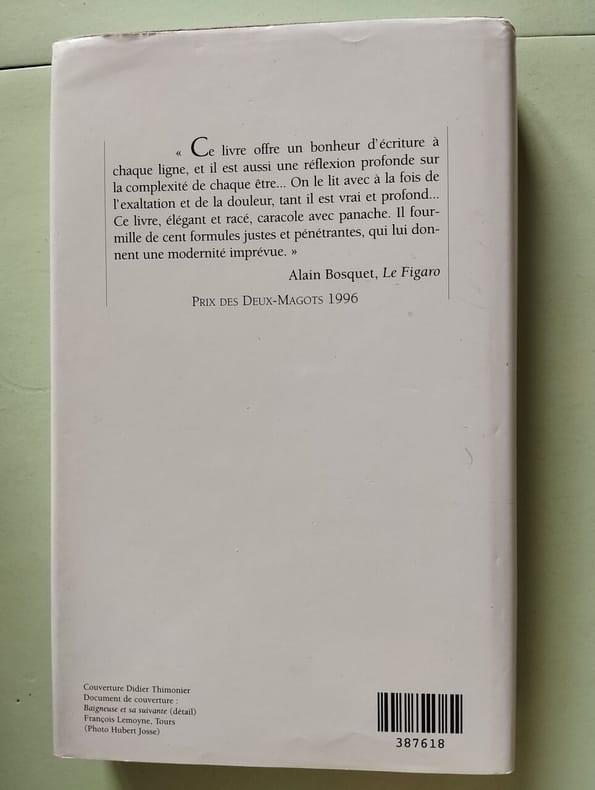 « Ce livre offre un bonheur d'écriture à
chaque ligne, et il est aussi une réflexion profonde sur
la complexité de chaque être... On le lit avec à la fois de
l'exaltation et de la douleur, tant il est vrai et profond...
Ce livre, élégant et racé, caracole avec panache. Il four-
mille de cent formules justes et pénétrantes, qui lui don-
nent une modernité imprévue. »
Alain Bosquet, Le Figaro
PRIX DES DEUX-MAGOTS 1996
Couverture Didier Thimonier
Document de couverture :
Baigneuse et sa suivante (détail)
François Lemoyne, Tours
(Photo Hubert Josse)
387618